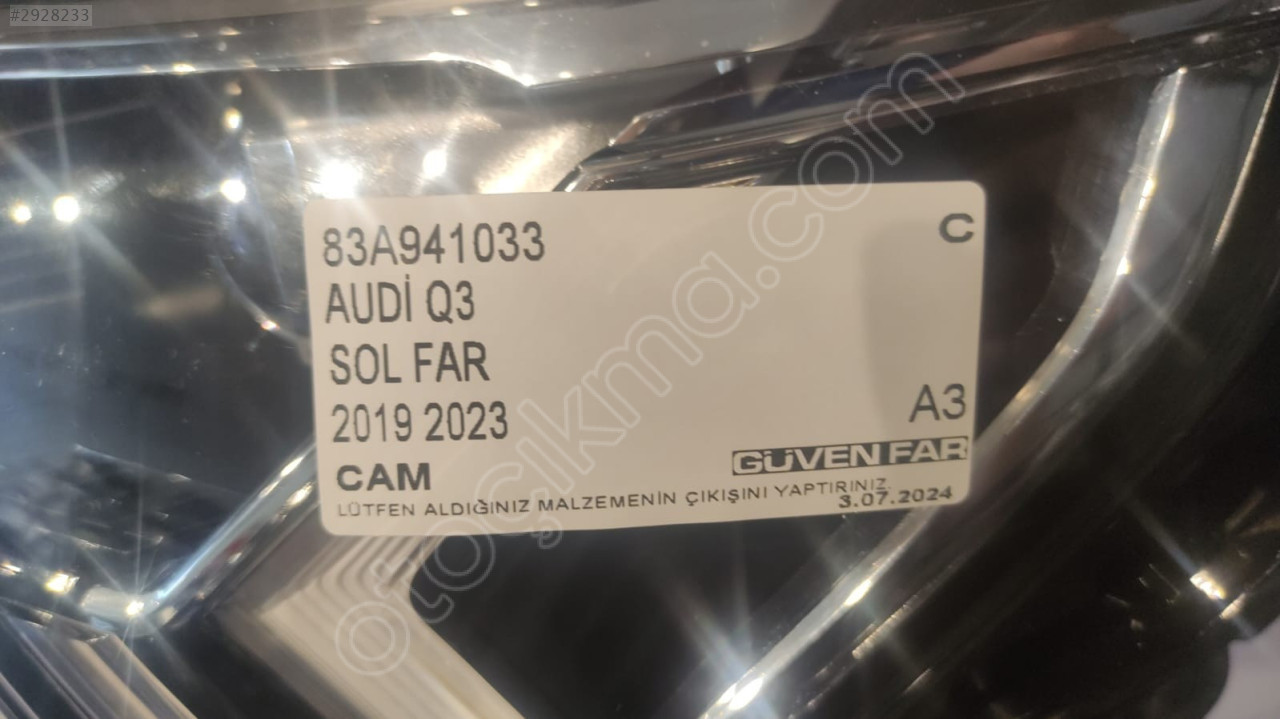 #2928233
83A941033
C
AUDİ Q3
SOL FAR
2019 2023
A3
CAM
GÜVEN FAR
LÜTFEN ALDIĞINIZ MALZEMENİN ÇIKIŞINI YAPTIRINIZ.
3.07.2024
otoçıkma.com